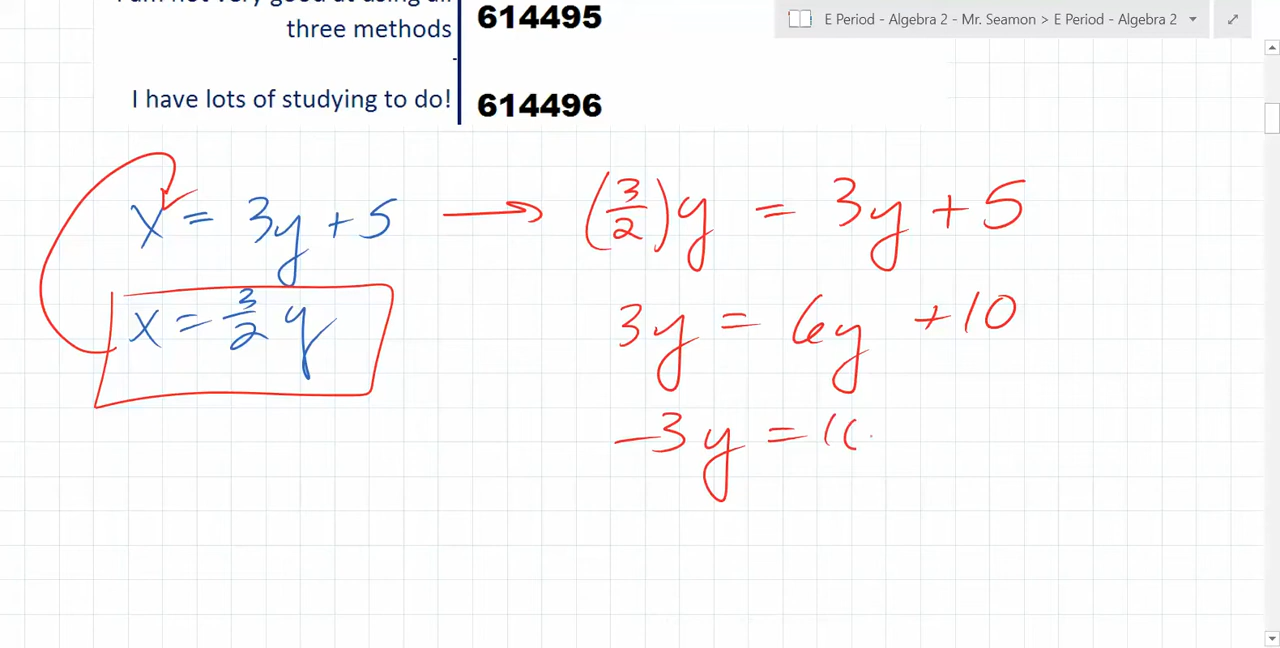 three methods
614495
E Period - Algebra 2 - Mr. Seamon > E Period - Algebra 2
I have lots of studying to do!
614496
x = 3y + 5
(3/2)y = 3y + 5
x = 3/2 y
3y = 6y + 10
-3y =